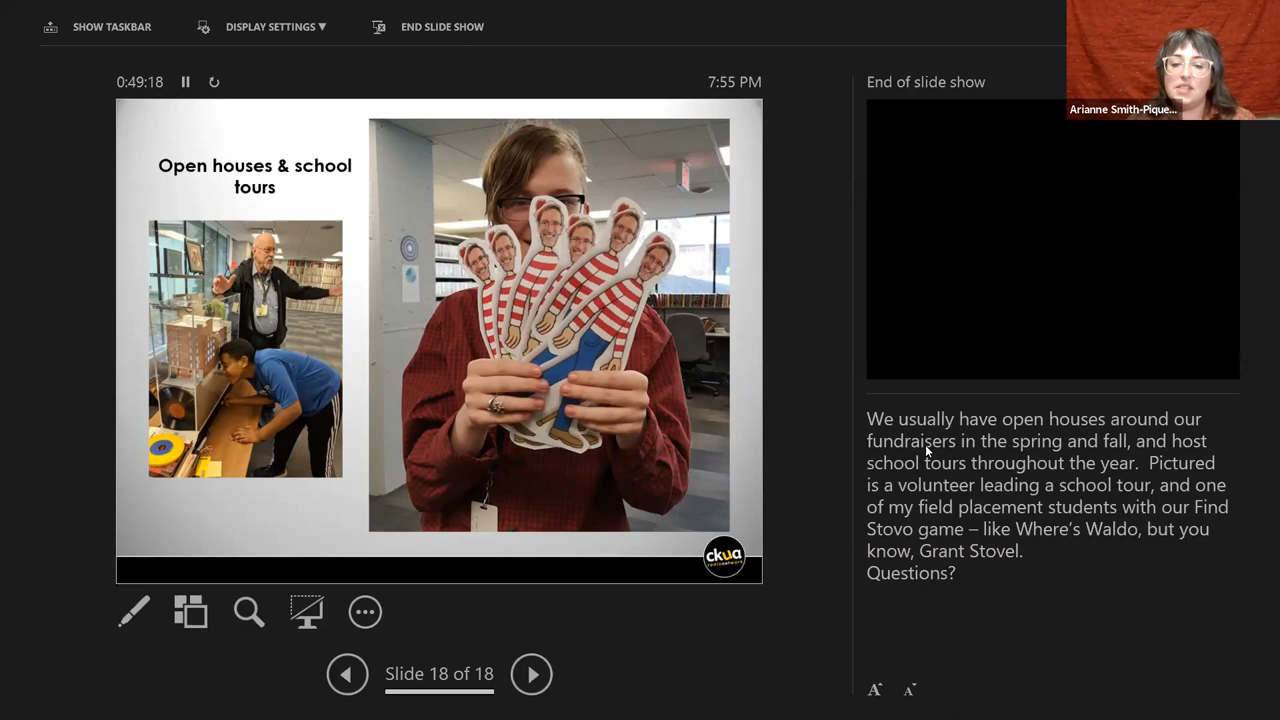 SHOW TASKBAR
DISPLAY SETTINGS ▼
END SLIDE SHOW
0:49:18
7:55 PM
End of slide show
Arianne Smith-Pique...
Open houses & school
tours
ckua
radio network
We usually have open houses around our
fundraisers in the spring and fall, and host
school tours throughout the year.  Pictured
is a volunteer leading a school tour, and one
of my field placement students with our Find
Stovo game – like Where's Waldo, but you
know, Grant Stovel.
Questions?
Slide 18 of 18
A A